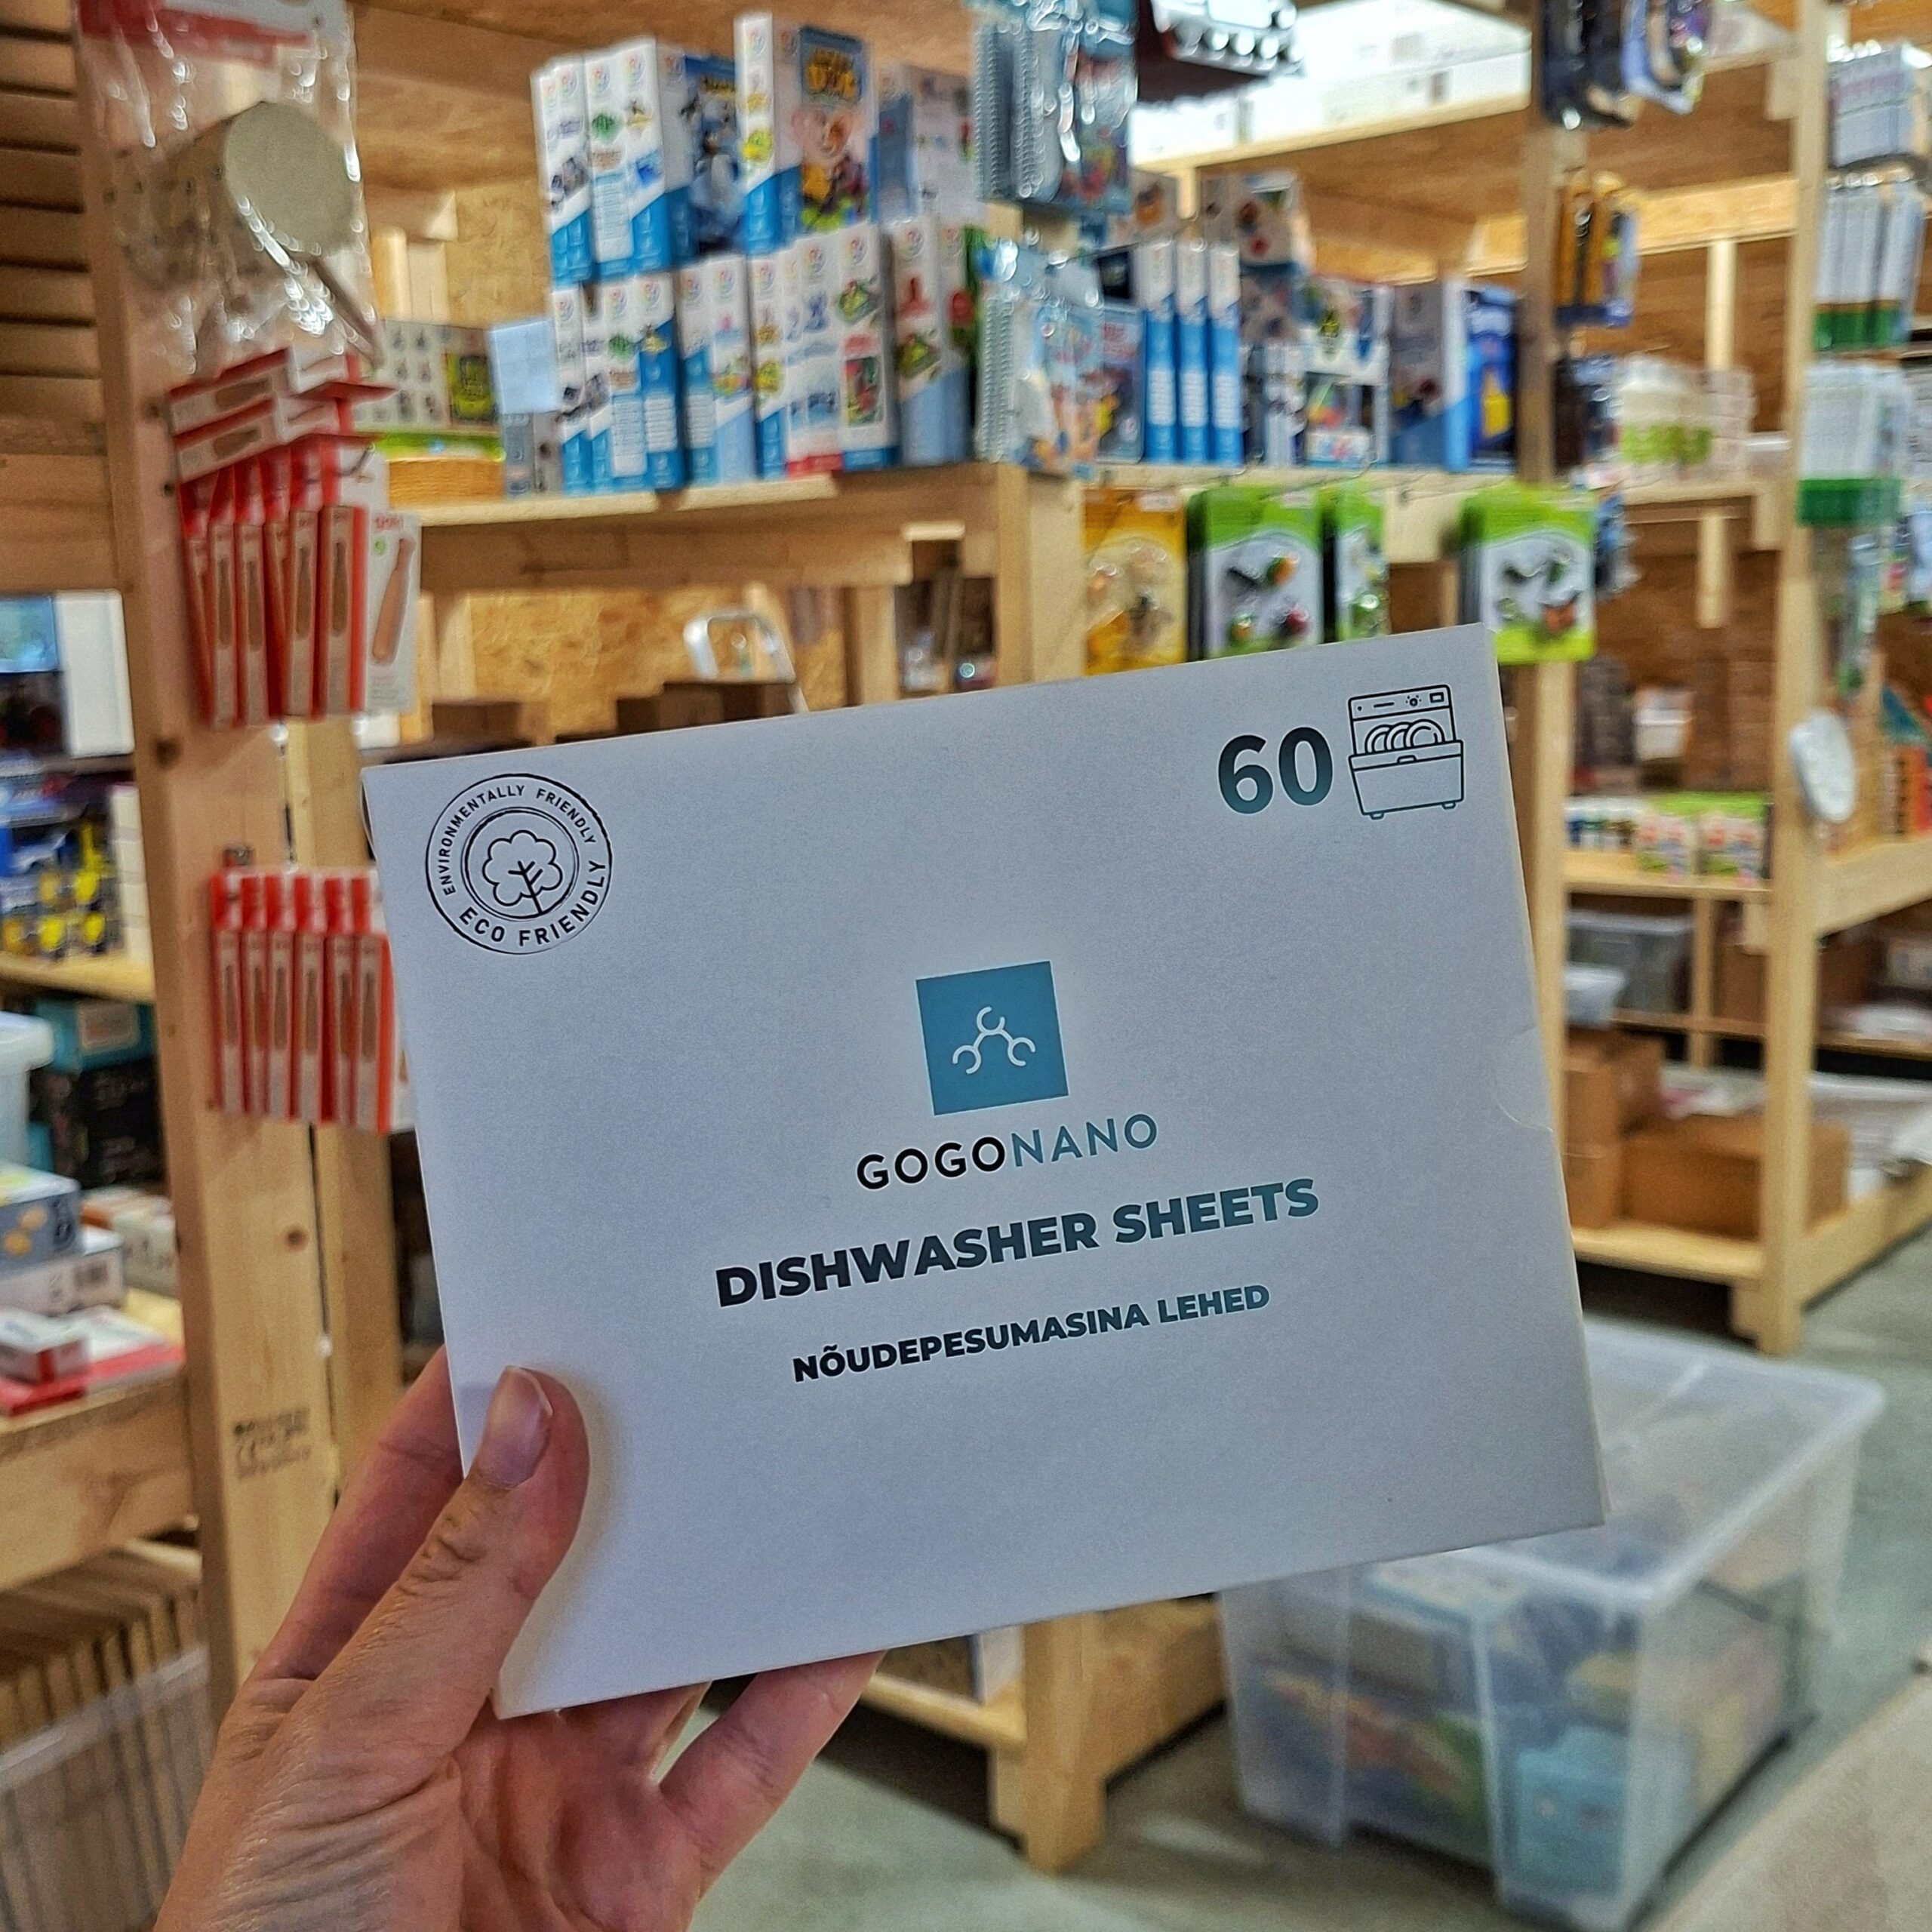 ENVIRONMENTALLY FRIENDLY
ECO FRIENDLY
60
GOGONANO
DISHWASHER SHEETS
NÕUDEPESUMASINA LEHED